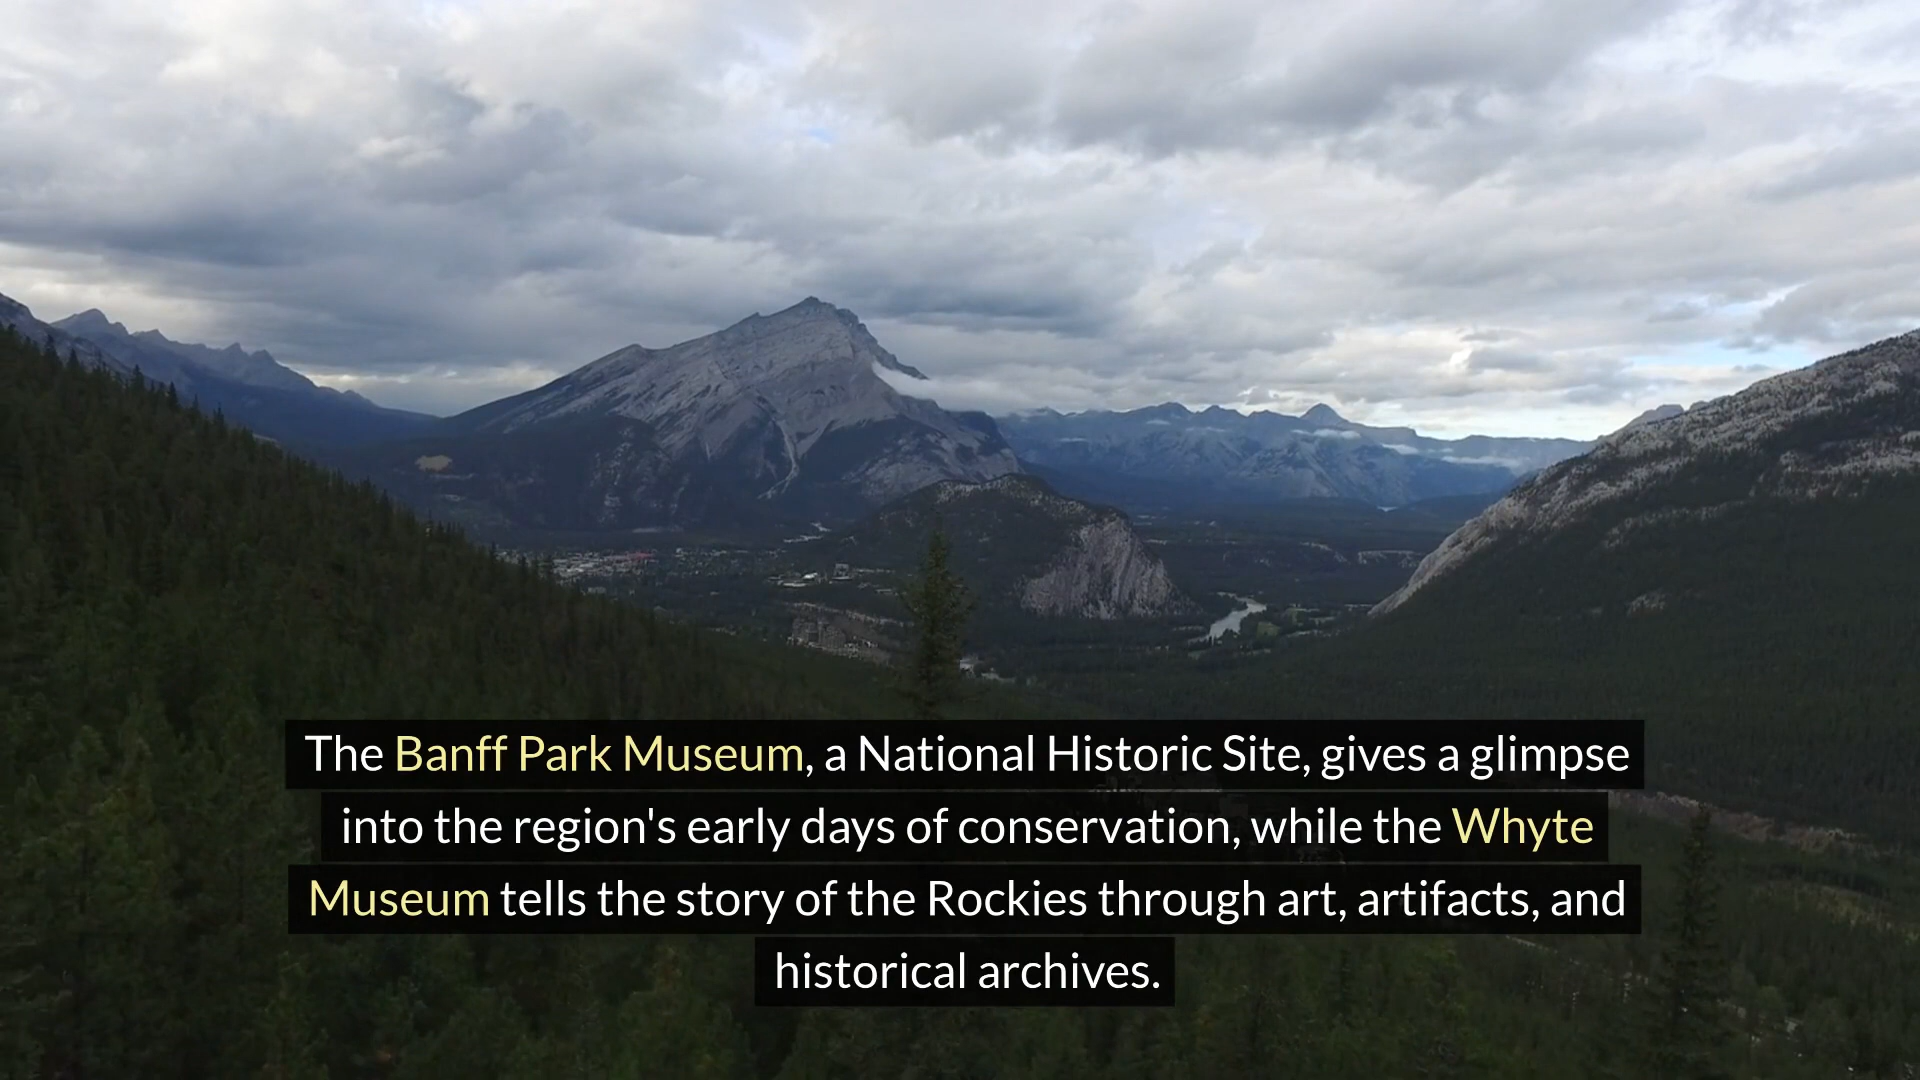 The Banff Park Museum, a National Historic Site, gives a glimpse
into the region's early days of conservation, while the Whyte
Museum tells the story of the Rockies through art, artifacts, and
historical archives.